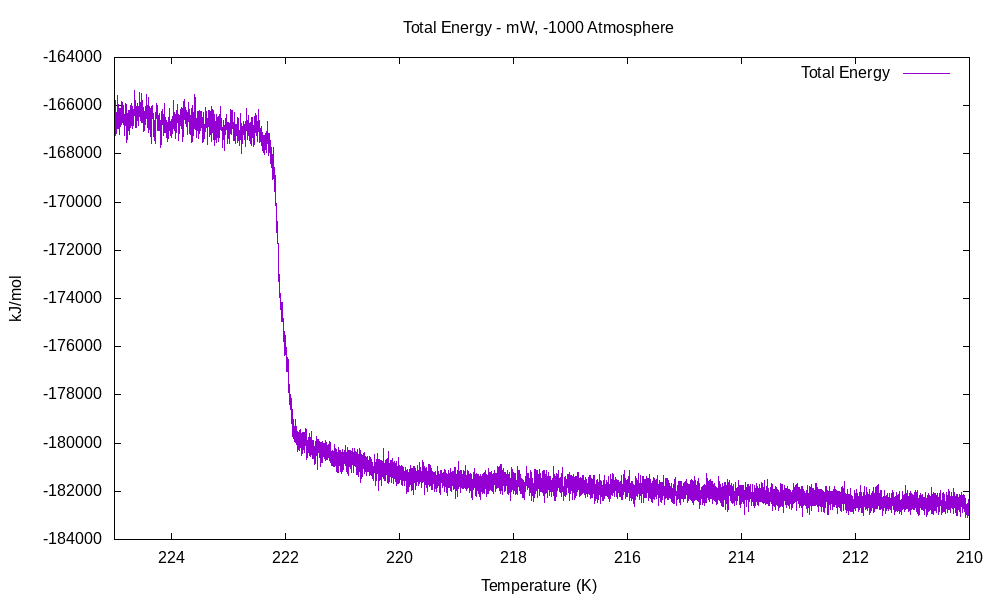 Total Energy - mW, -1000 Atmosphere
Total Energy
-164000
-166000
-168000
-170000
-172000
-174000
-176000
-178000
-180000
-182000
-184000
kJ/mol
224 222 220 218 216 214 212 210
Temperature (K)